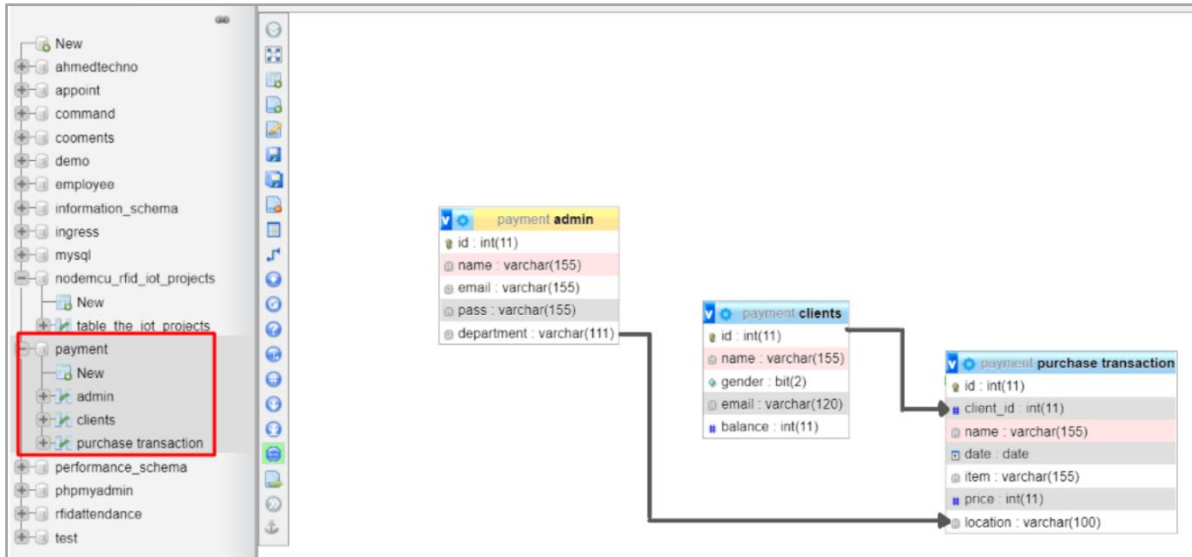 New
ahmedtechno
appoint
command
cooments
demo
employee
information_schema
ingress
mysql
nodemcu_rfid_iot_projects
New
table_the_iot_projects
payment
New
admin
clients
purchase transaction
performance_schema
phpmyadmin
rfidattendance
test
v payment admin
id : int(11)
name : varchar(155)
email : varchar(155)
pass : varchar(155)
department : varchar(111)
v payment clients
id : int(11)
name : varchar(155)
gender : bit(2)
email : varchar(120)
# balance : int(11)
v payment purchase transaction
id : int(11)
# client_id : int(11)
name : varchar(155)
date : date
item : varchar(155)
# price : int(11)
location : varchar(100)